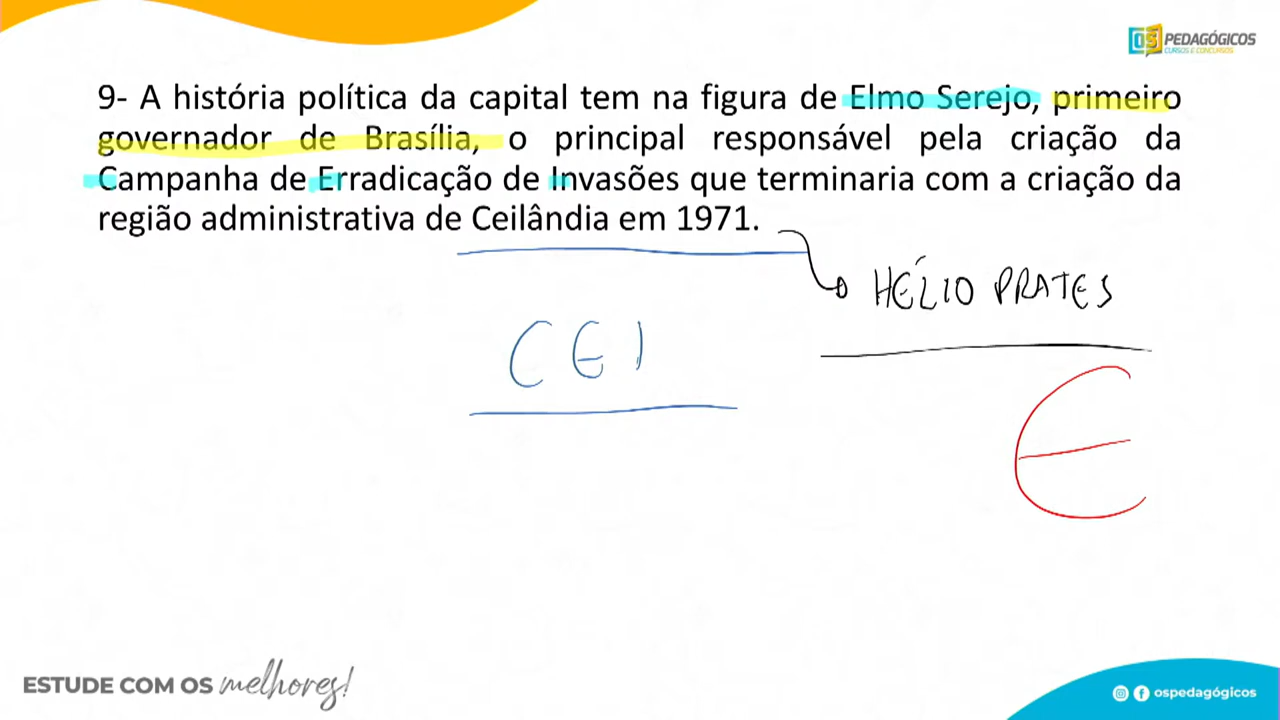 OS PEDAGÓGICOS
CURSOS E CONCURSOS
9- A história política da capital tem na figura de Elmo Serejo, primeiro
governador de Brasília, o principal responsável pela criação da
Campanha de Erradicação de Invasões que terminaria com a criação da
região administrativa de Ceilândia em 1971.
HÉLIO PRATES
CEI
E
ESTUDE COM OS melhores!
ospedagógicos